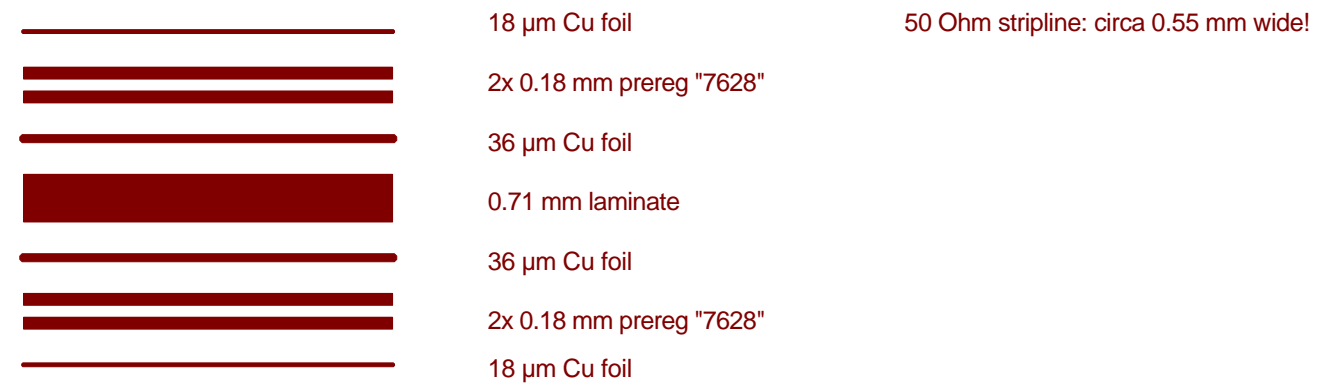 18 µm Cu foil
50 Ohm stripline: circa 0.55 mm wide!
2x 0.18 mm prereg "7628"
36 µm Cu foil
0.71 mm laminate
36 µm Cu foil
2x 0.18 mm prereg "7628"
18 µm Cu foil